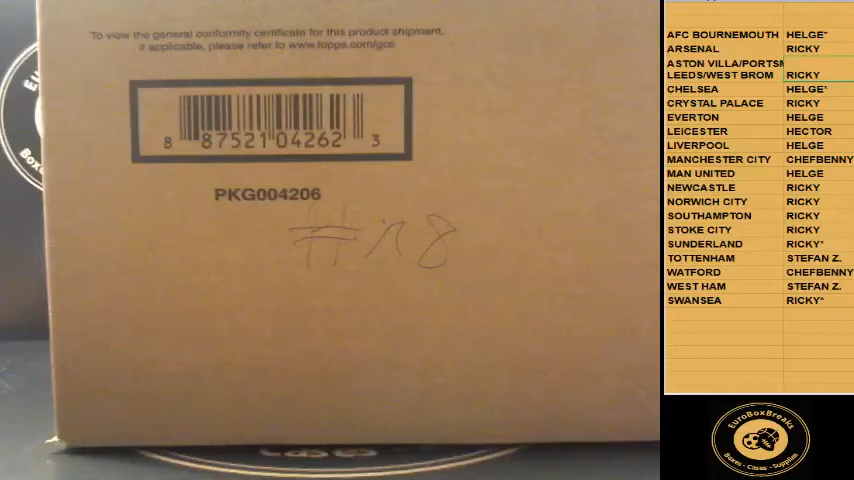 To view the general conformity certificate for this product shipment,
if applicable, please refer to www.topps.com/gcc
8 87521 04262 3
PKG004206
#18
AFC BOURNEMOUTH HELGE*
ARSENAL RICKY
ASTON VILLA/PORTSM
LEEDS/WEST BROM RICKY
CHELSEA HELGE*
CRYSTAL PALACE RICKY
EVERTON HELGE
LEICESTER HECTOR
LIVERPOOL HELGE
MANCHESTER CITY CHEFBENNY
MAN UNITED HELGE
NEWCASTLE RICKY
NORWICH CITY RICKY
SOUTHAMPTON RICKY
STOKE CITY RICKY
SUNDERLAND RICKY*
TOTTENHAM STEFAN Z.
WATFORD CHEFBENNY
WEST HAM STEFAN Z.
SWANSEA RICKY*
EuroBoxBreaks
Boxes - Cases - Supplies